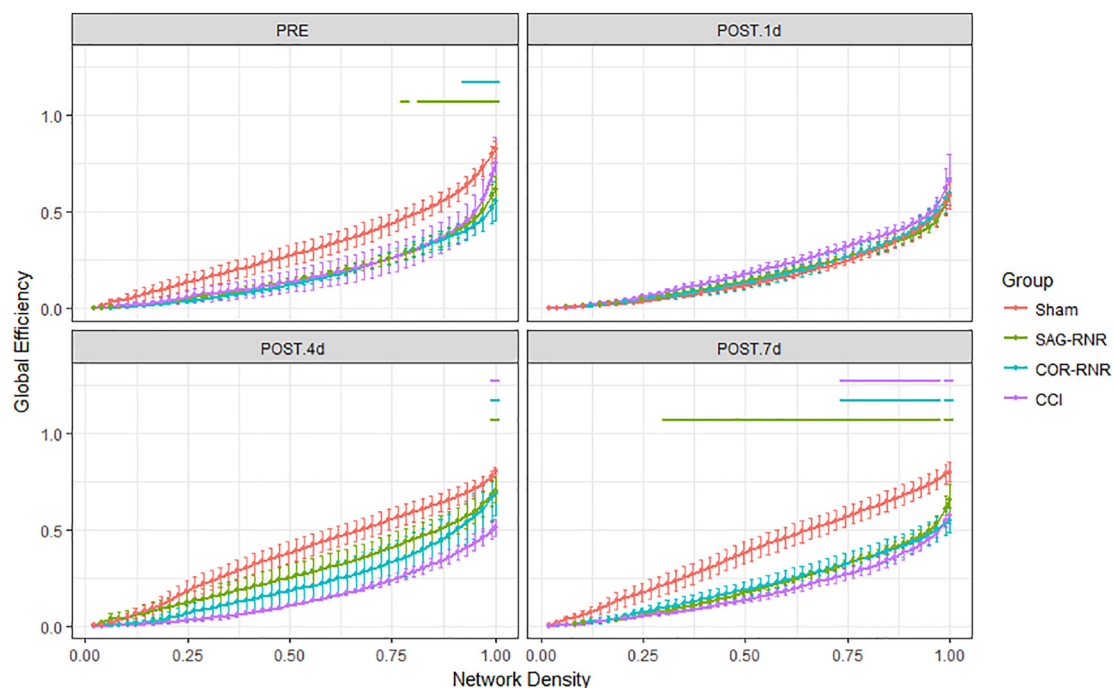 PRE
POST.1d
1.0
0.5
0.0
POST.4d
POST.7d
1.0
0.5
0.0
0.00 0.25 0.50 0.75 1.00 0.00 0.25 0.50 0.75 1.00
Global Efficiency
Network Density
Group
Sham
SAG-RNR
COR-RNR
CCI